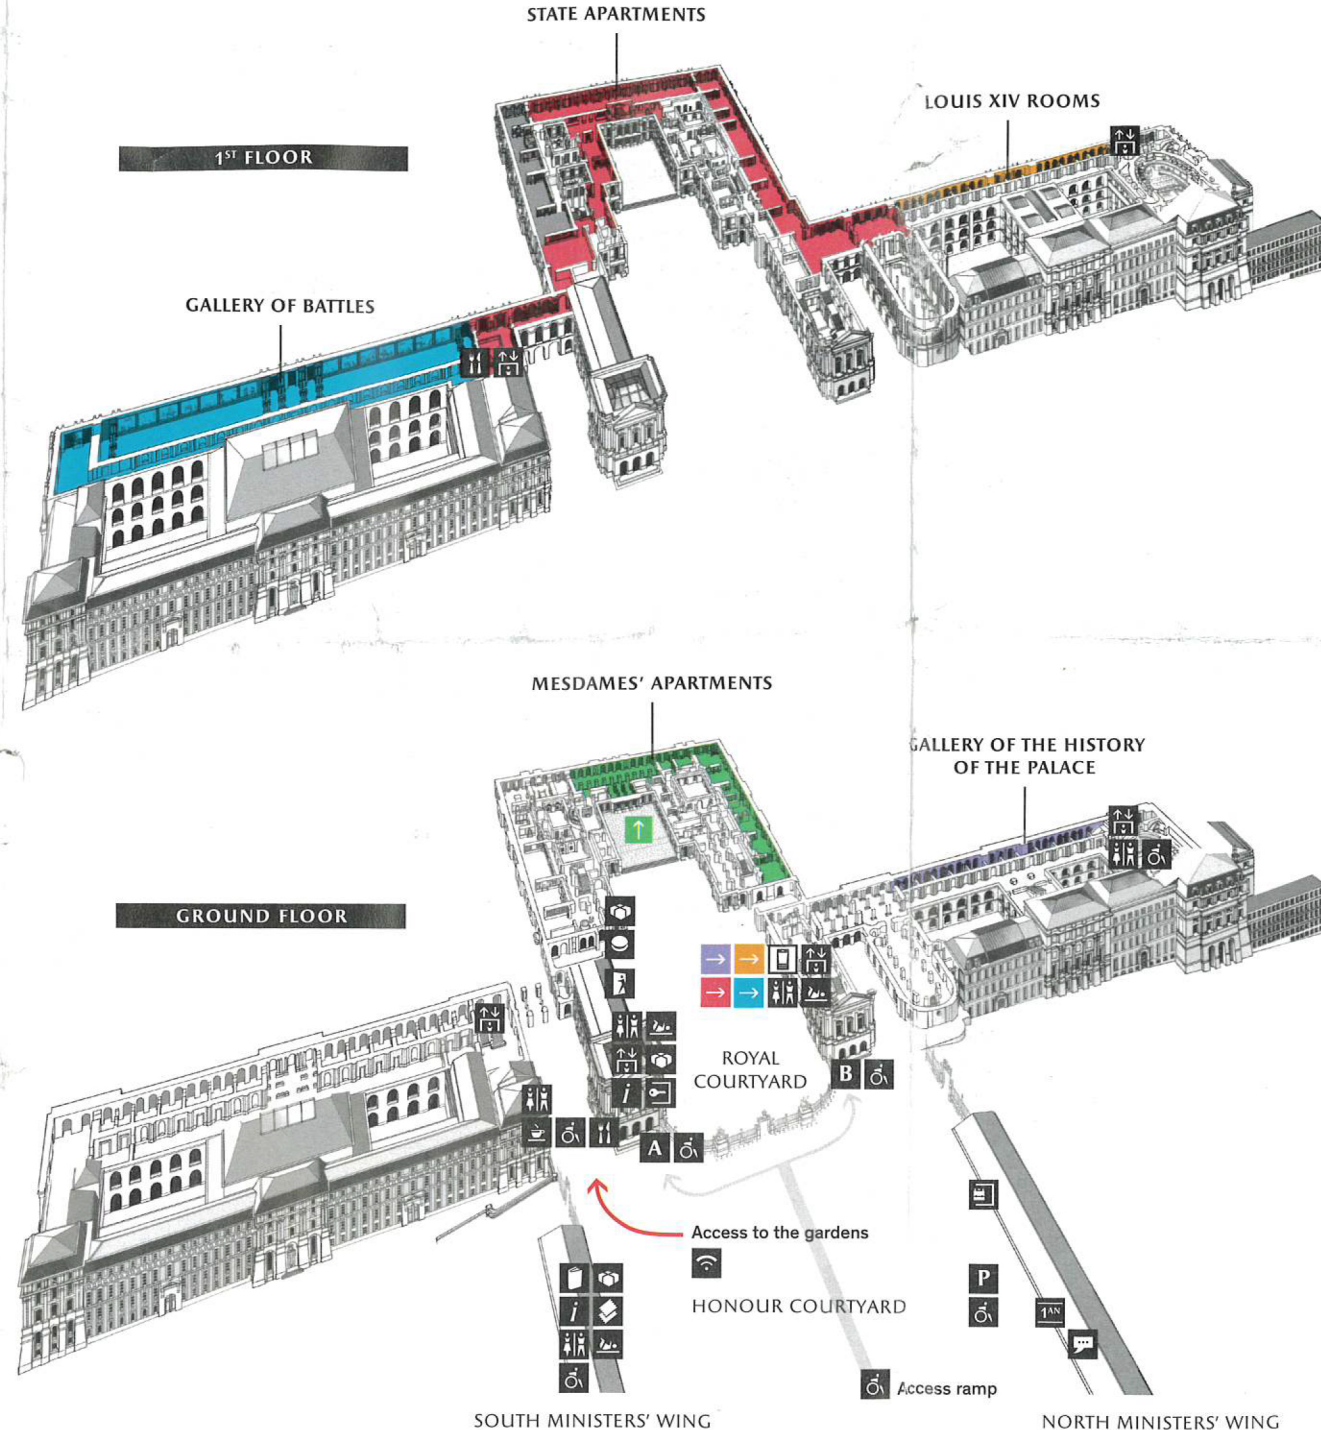 STATE APARTMENTS
LOUIS XIV ROOMS
1ST FLOOR
GALLERY OF BATTLES
MESDAMES' APARTMENTS
GALLERY OF THE HISTORY
OF THE PALACE
GROUND FLOOR
ROYAL
COURTYARD
B
i
A
Access to the gardens
P
HONOUR COURTYARD
i
1AN
Access ramp
SOUTH MINISTERS' WING
NORTH MINISTERS' WING